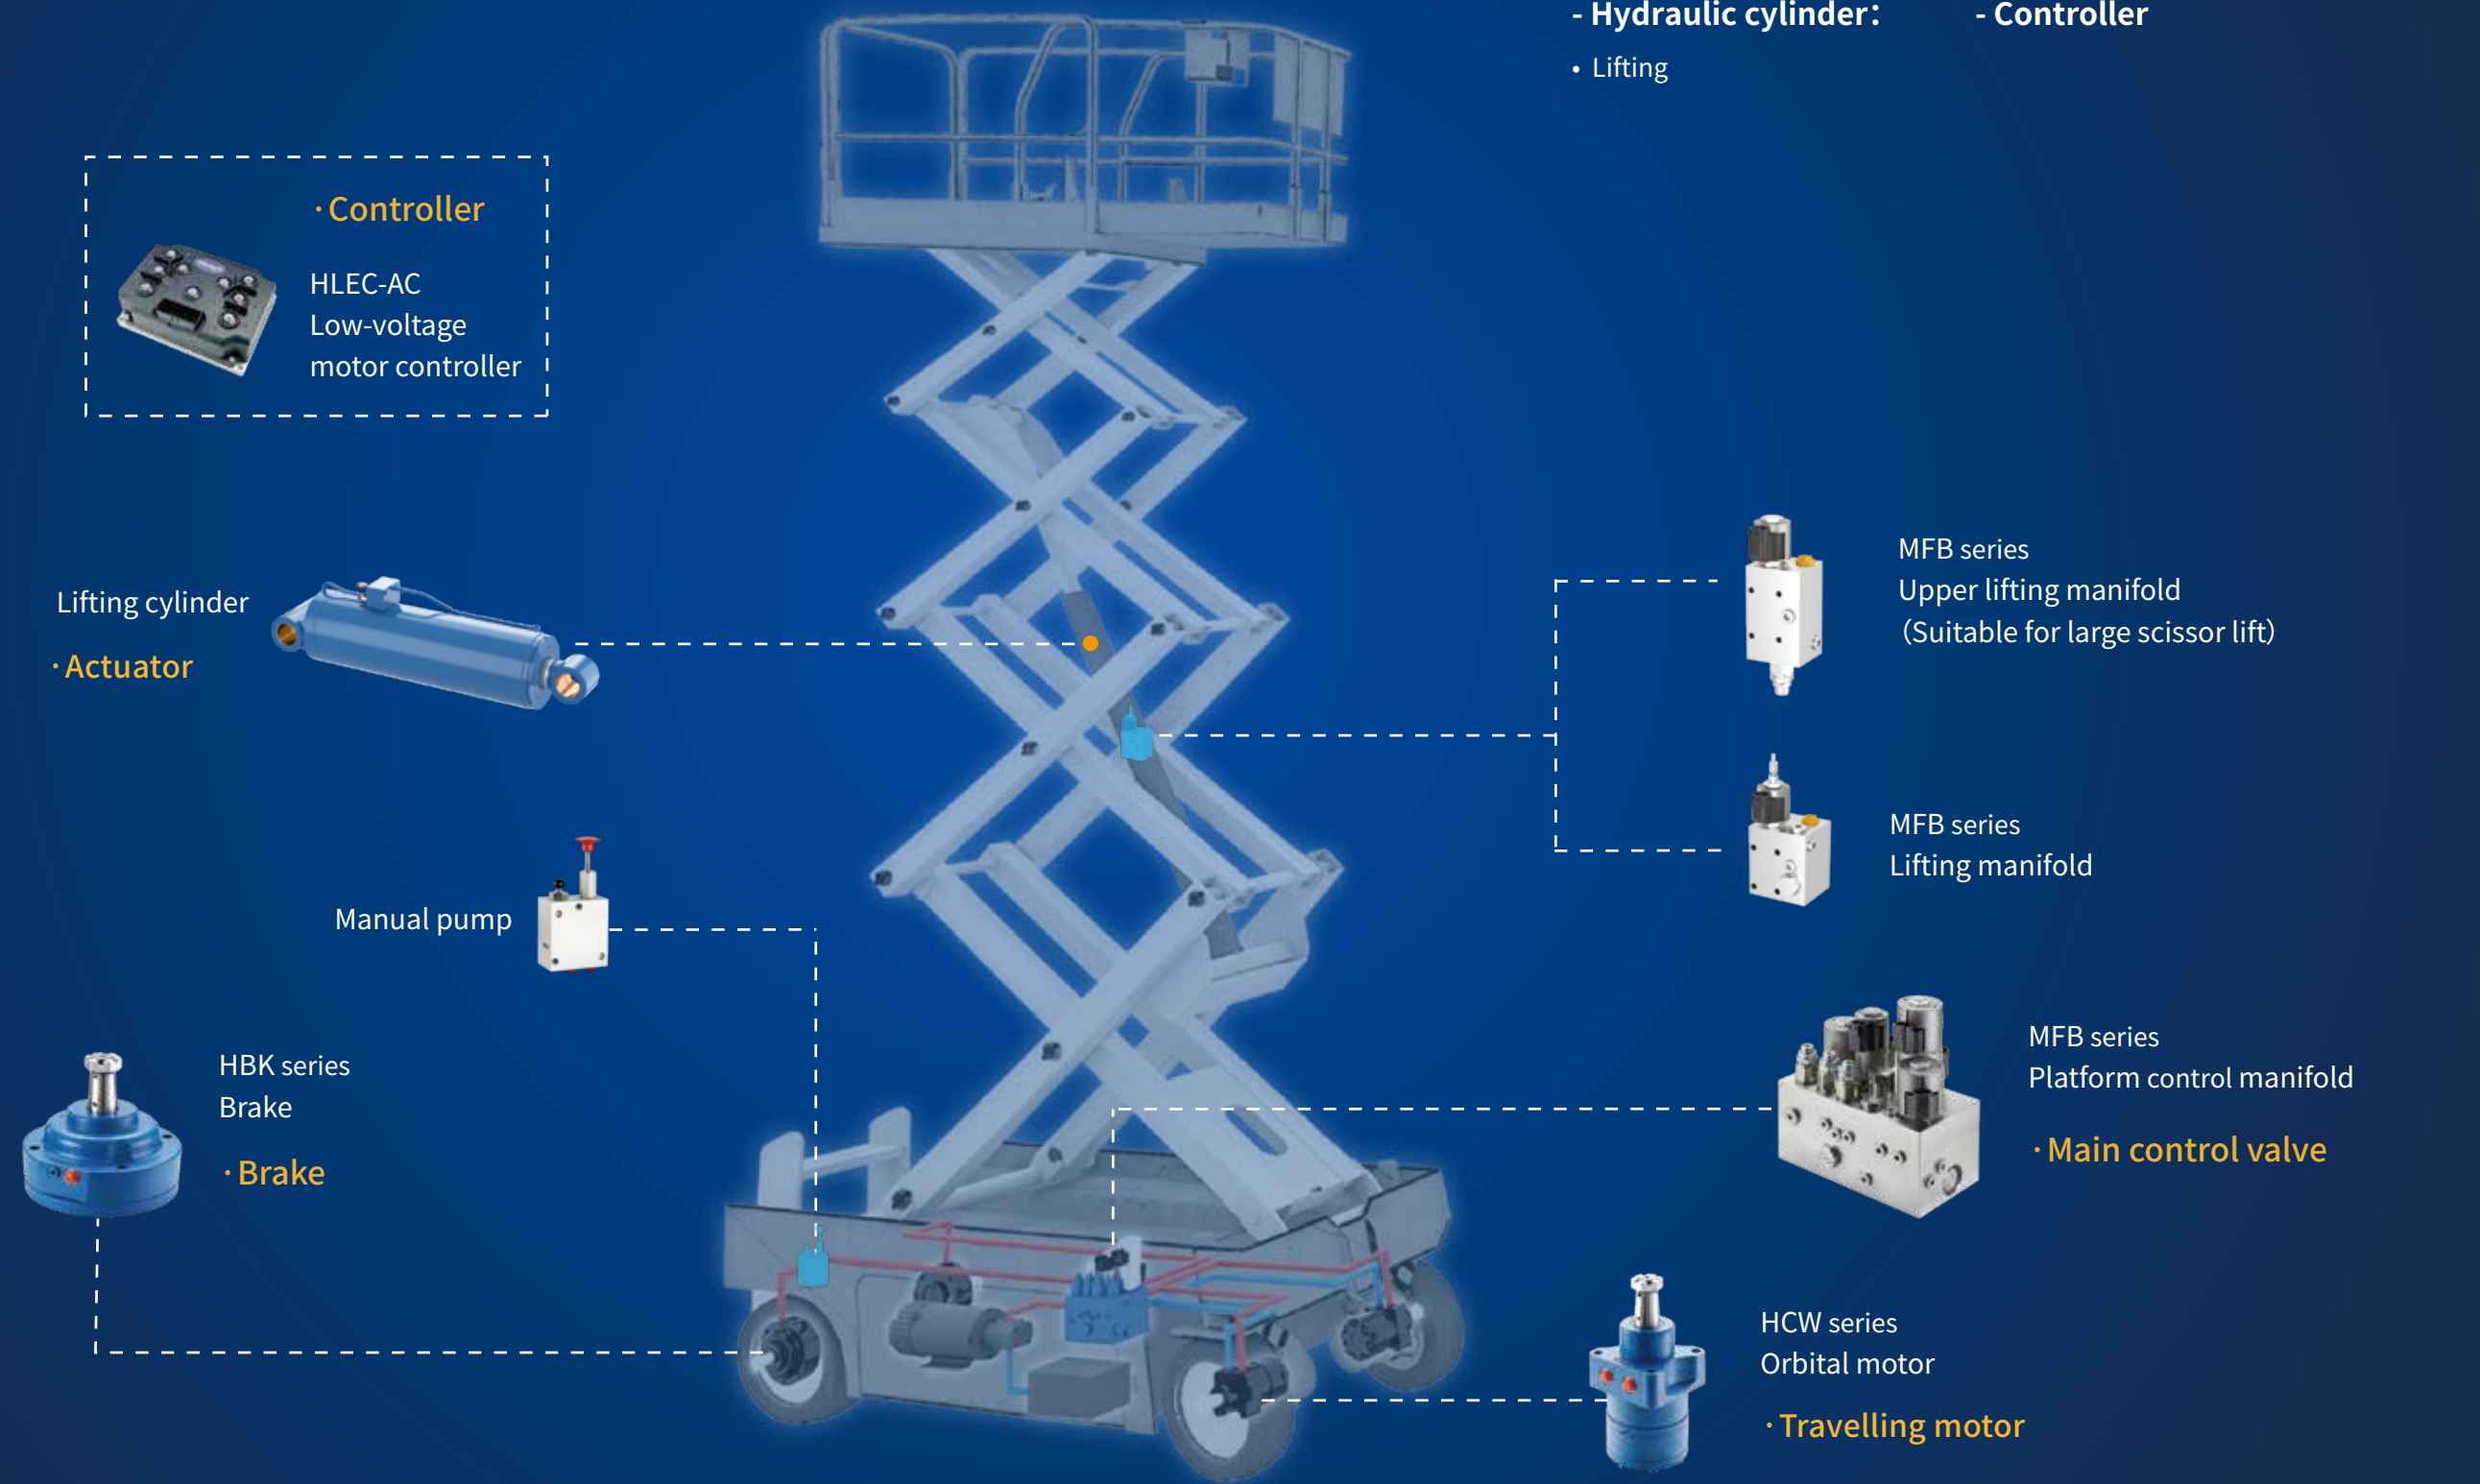 - Hydraulic cylinder：
• Lifting
- Controller
· Controller
HLEC-AC
Low-voltage
motor controller
Lifting cylinder
· Actuator
MFB series
Upper lifting manifold
（Suitable for large scissor lift）
MFB series
Lifting manifold
Manual pump
HBK series
Brake
· Brake
MFB series
Platform control manifold
· Main control valve
HCW series
Orbital motor
· Travelling motor